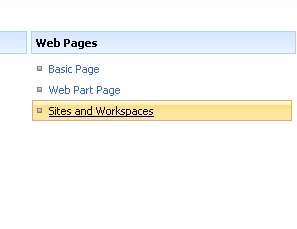 Web Pages
Basic Page
Web Part Page
Sites and Workspaces